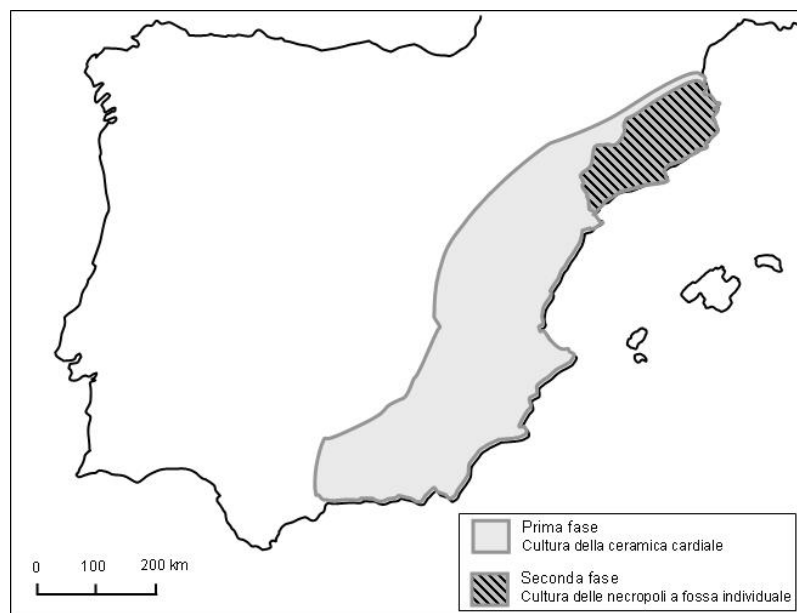 0 100 200 km
Prima fase
Cultura della ceramica cardiale
Seconda fase
Cultura delle necropoli a fossa individuale